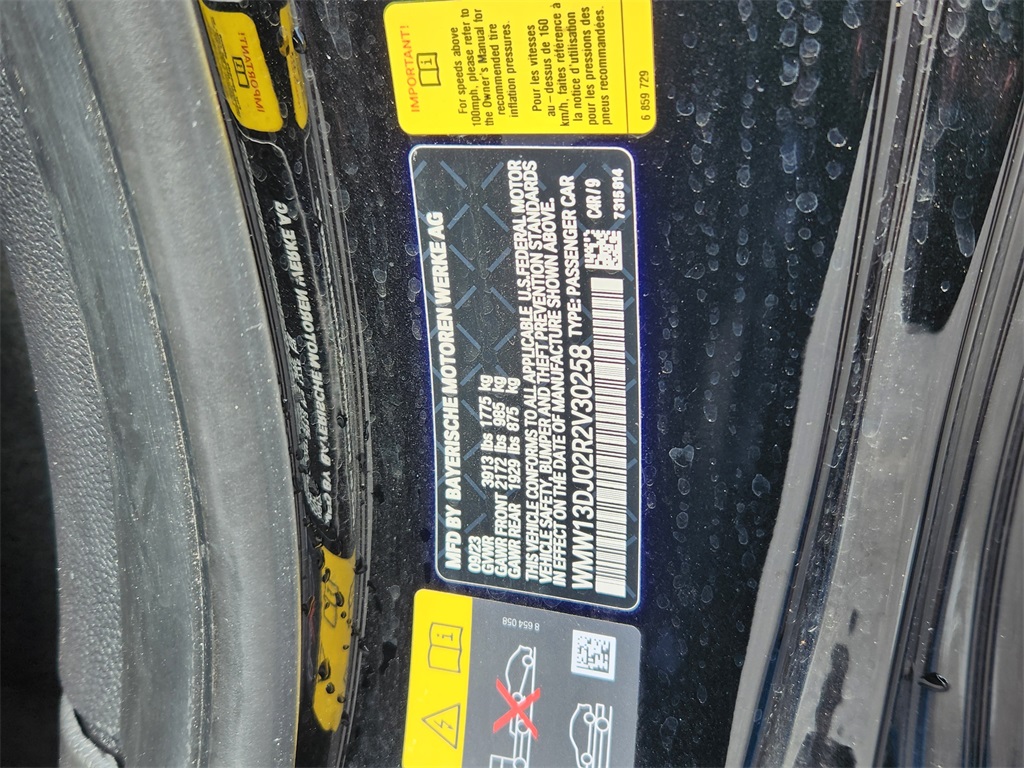 IMPORTANT!
For speeds above
100mph, please refer to
the Owner's Manual for
recommended tire
inflation pressures.
Pour les vitesses
au - dessus de 160
km/h, faites référence à
la notice d'utilisation
pour les pressions des
pneus recommandées.
6 859 729
MFD BY BAYERISCHE MOTOREN WERKE AG
09/23
GVWR 3913 lbs 1775 kg
GAWR FRONT 2172 lbs 985 kg
GAWR REAR 1929 lbs 875 kg
THIS VEHICLE CONFORMS TO ALL APPLICABLE U.S. FEDERAL MOTOR
VEHICLE SAFETY, BUMPER AND THEFT PREVENTION STANDARDS
IN EFFECT ON THE DATE OF MANUFACTURE SHOWN ABOVE.
WMW13DJ02R2V30258 TYPE: PASSENGER CAR
C4R/9
7315814
8 654 058